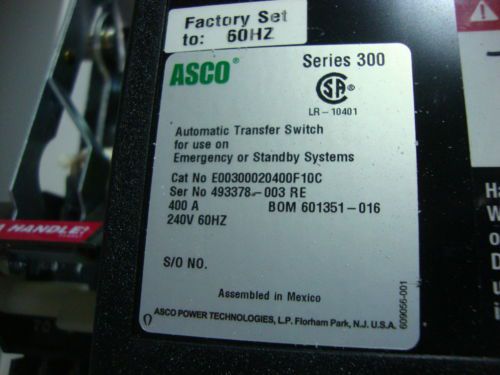 Factory Set
to: 60HZ
ASCO®
Series 300
LR-10401
Automatic Transfer Switch
for use on
Emergency or Standby Systems
Cat No E00300020400F10C
Ser No 493378-003 RE
400 A BOM 601351-016
240V 60HZ
S/O NO.
Assembled in Mexico
ASCO POWER TECHNOLOGIES, L.P. Florham Park, N.J. U.S.A.
609056-001
HANDLE!